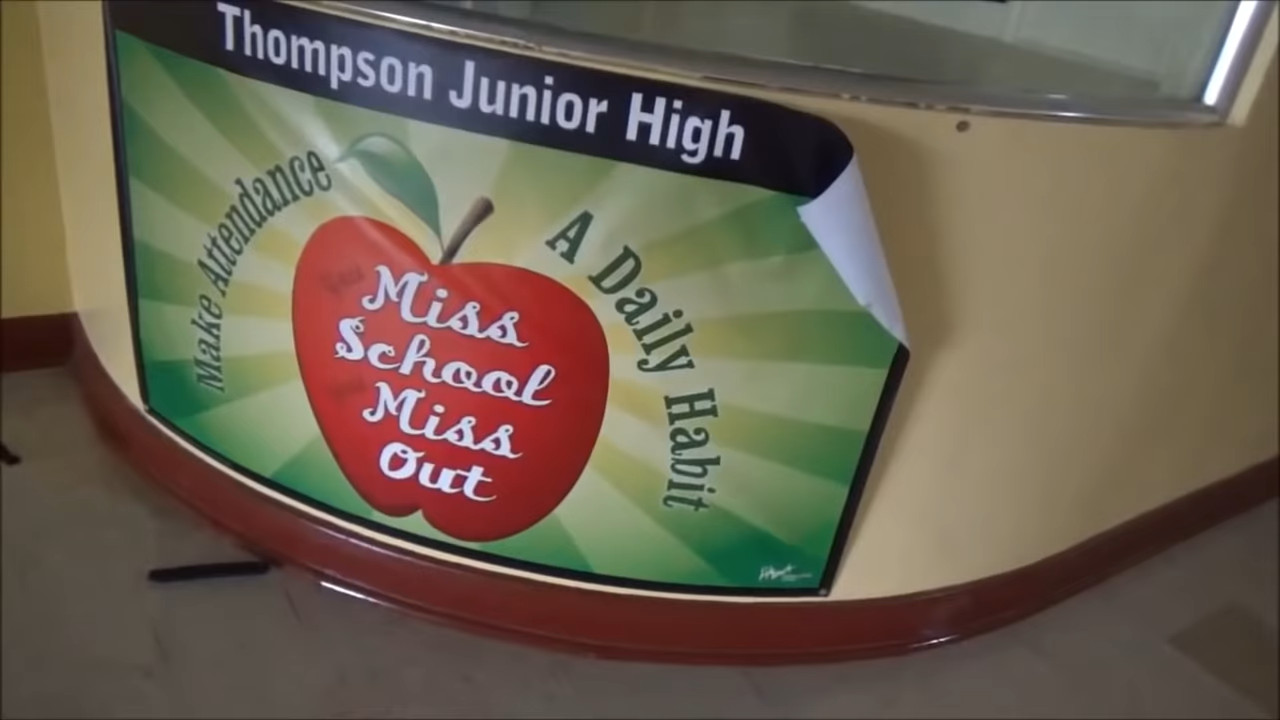 Thompson Junior High
Make Attendance
A Daily Habit
Miss
School
Miss
Out